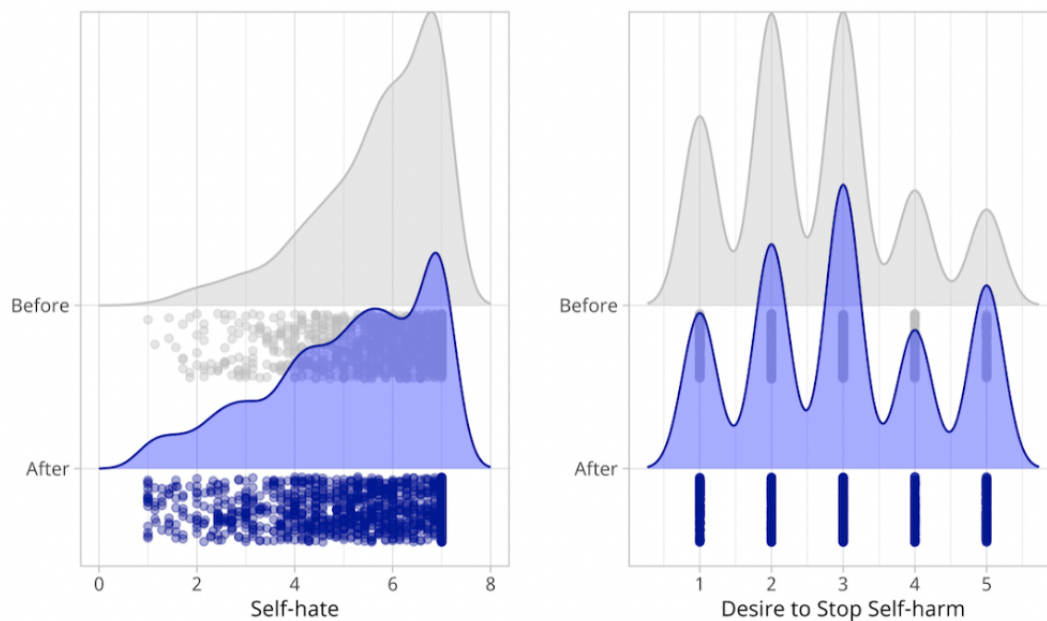 Before
After
0 2 4 6 8
Self-hate
Before
After
1 2 3 4 5
Desire to Stop Self-harm